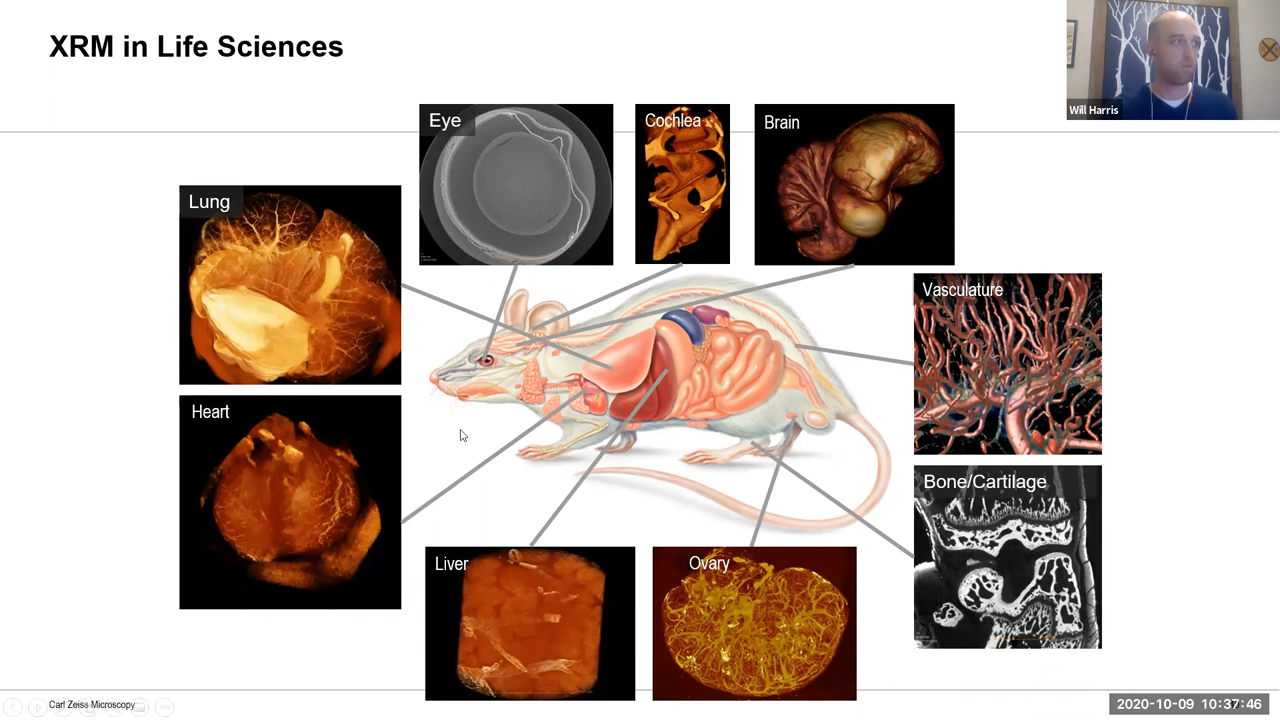 XRM in Life Sciences
Will Harris
Eye
Cochlea
Brain
Lung
Vasculature
Heart
Bone/Cartilage
Liver
Ovary
Carl Zeiss Microscopy
2020-10-09 10:37:46